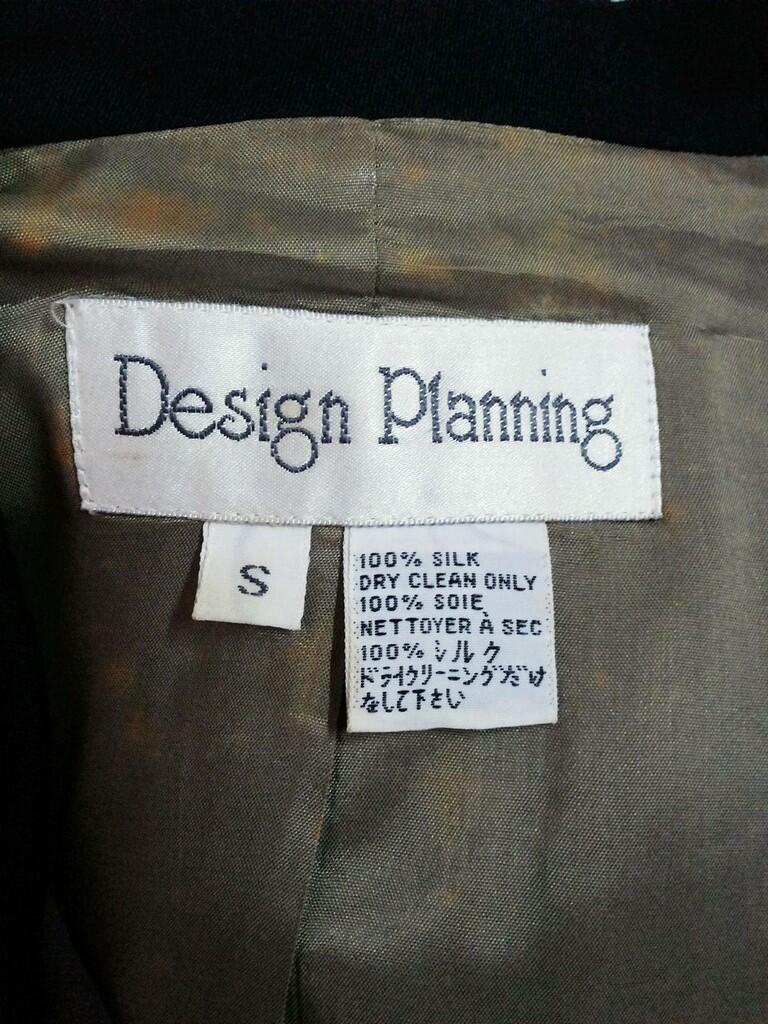 Design Planning
S
100% SILK
DRY CLEAN ONLY
100% SOIE
NETTOYER À SEC
100% シルク
ドライクリーニングだけ
なして下さい